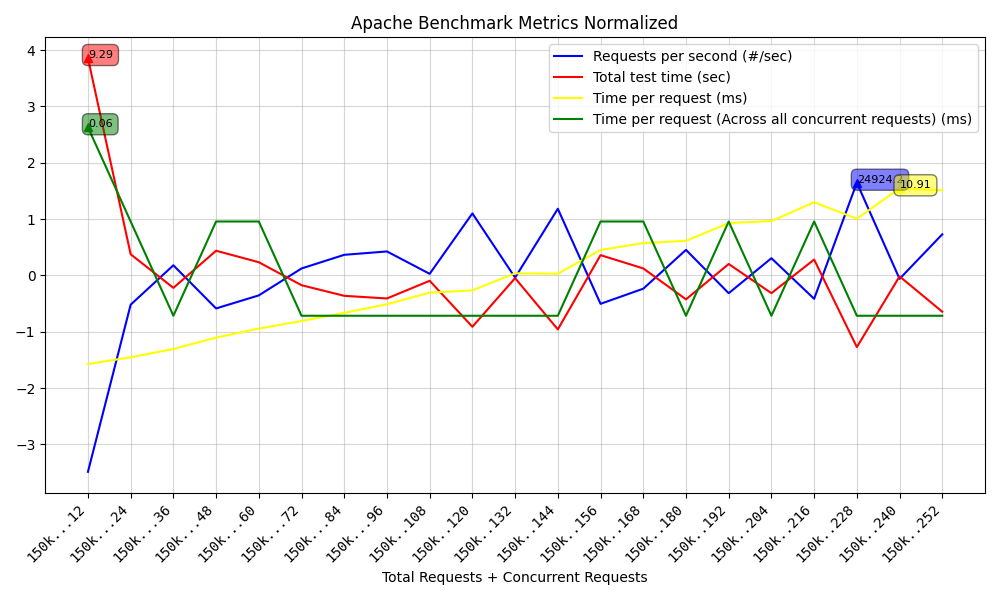 Apache Benchmark Metrics Normalized
Requests per second (#/sec)
Total test time (sec)
Time per request (ms)
Time per request (Across all concurrent requests) (ms)
9.29
0.06
24924
10.91
4
3
2
1
0
−1
−2
−3
150k...12
150k...24
150k...36
150k...48
150k...60
150k...72
150k...84
150k...96
150k..108
150k..120
150k..132
150k..144
150k..156
150k..168
150k..180
150k..192
150k..204
150k..216
150k..228
150k..240
150k..252
Total Requests + Concurrent Requests